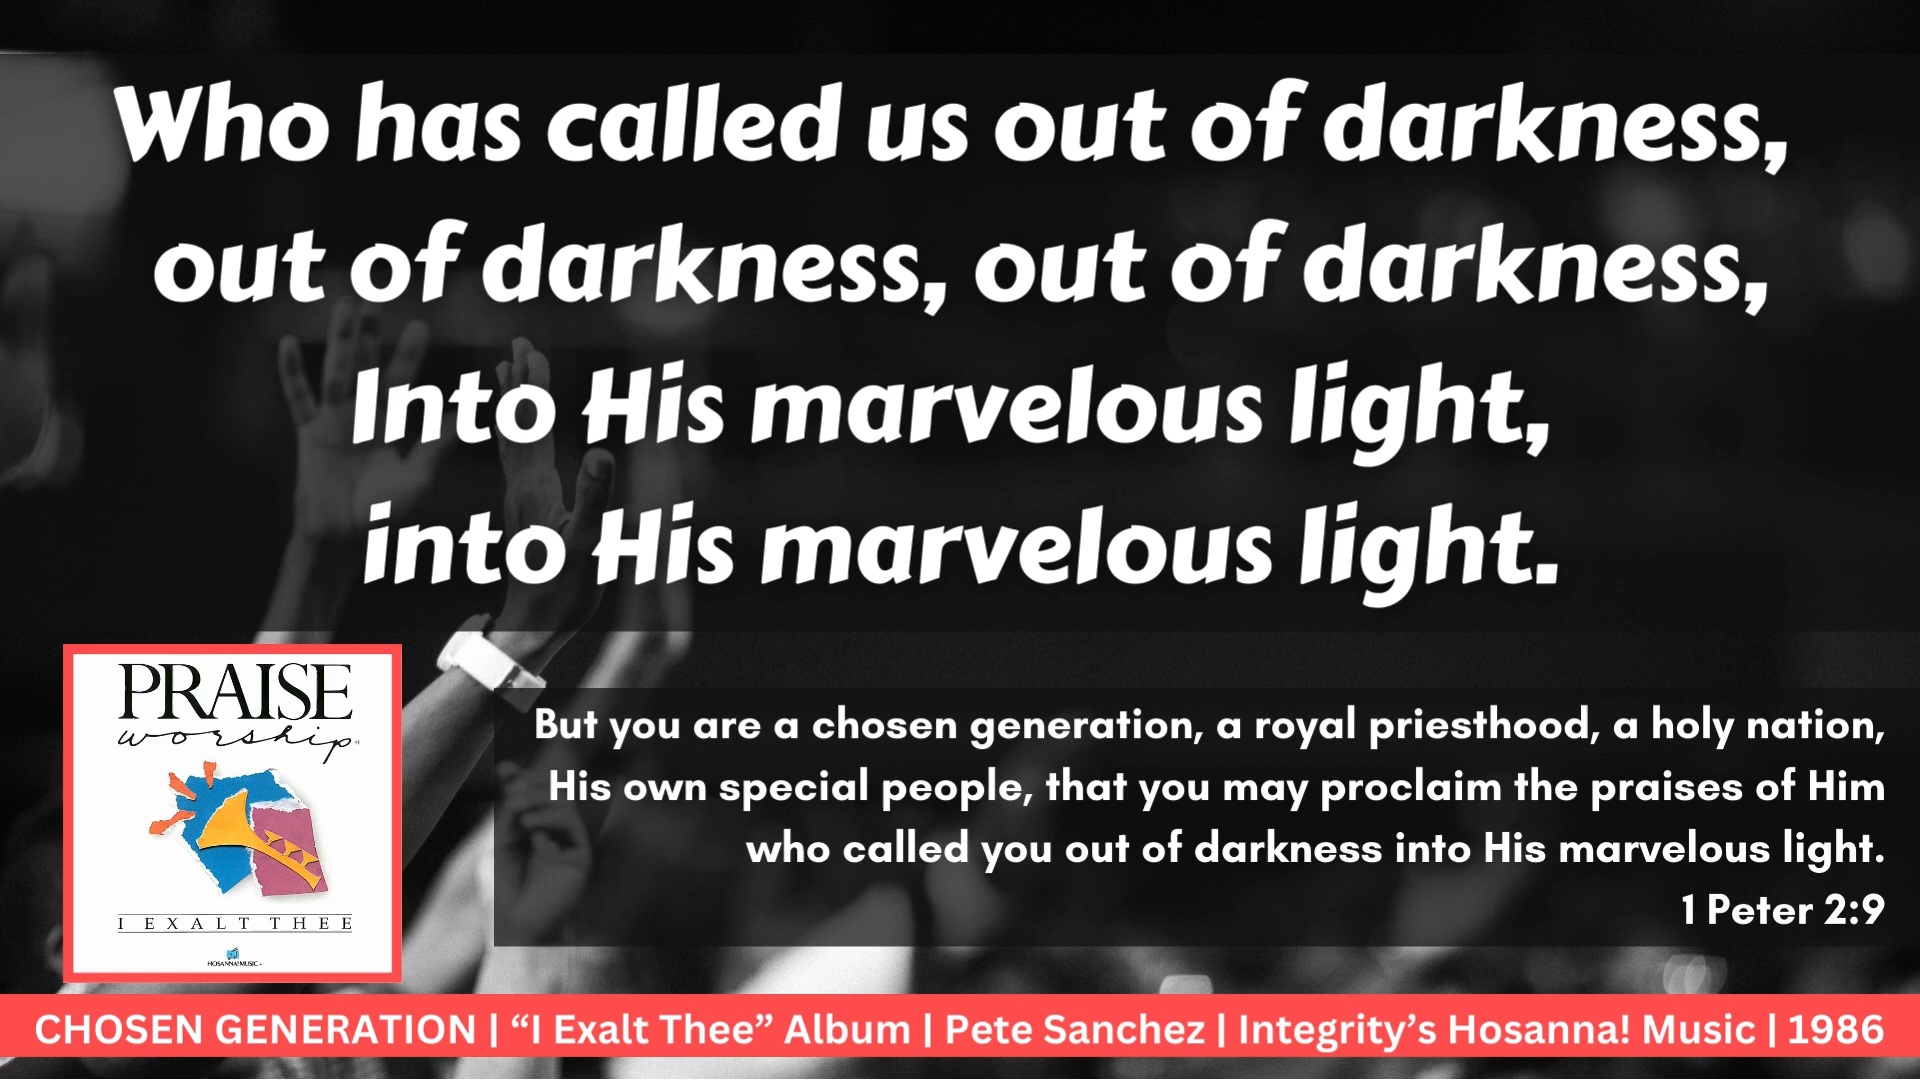 Who has called us out of darkness,
out of darkness, out of darkness,
Into His marvelous light,
into His marvelous light.
PRAISE
worship®
I EXALT THEE
HOSANNA! MUSIC
But you are a chosen generation, a royal priesthood, a holy nation,
His own special people, that you may proclaim the praises of Him
who called you out of darkness into His marvelous light.
1 Peter 2:9
CHOSEN GENERATION | “I Exalt Thee” Album | Pete Sanchez | Integrity’s Hosanna! Music | 1986